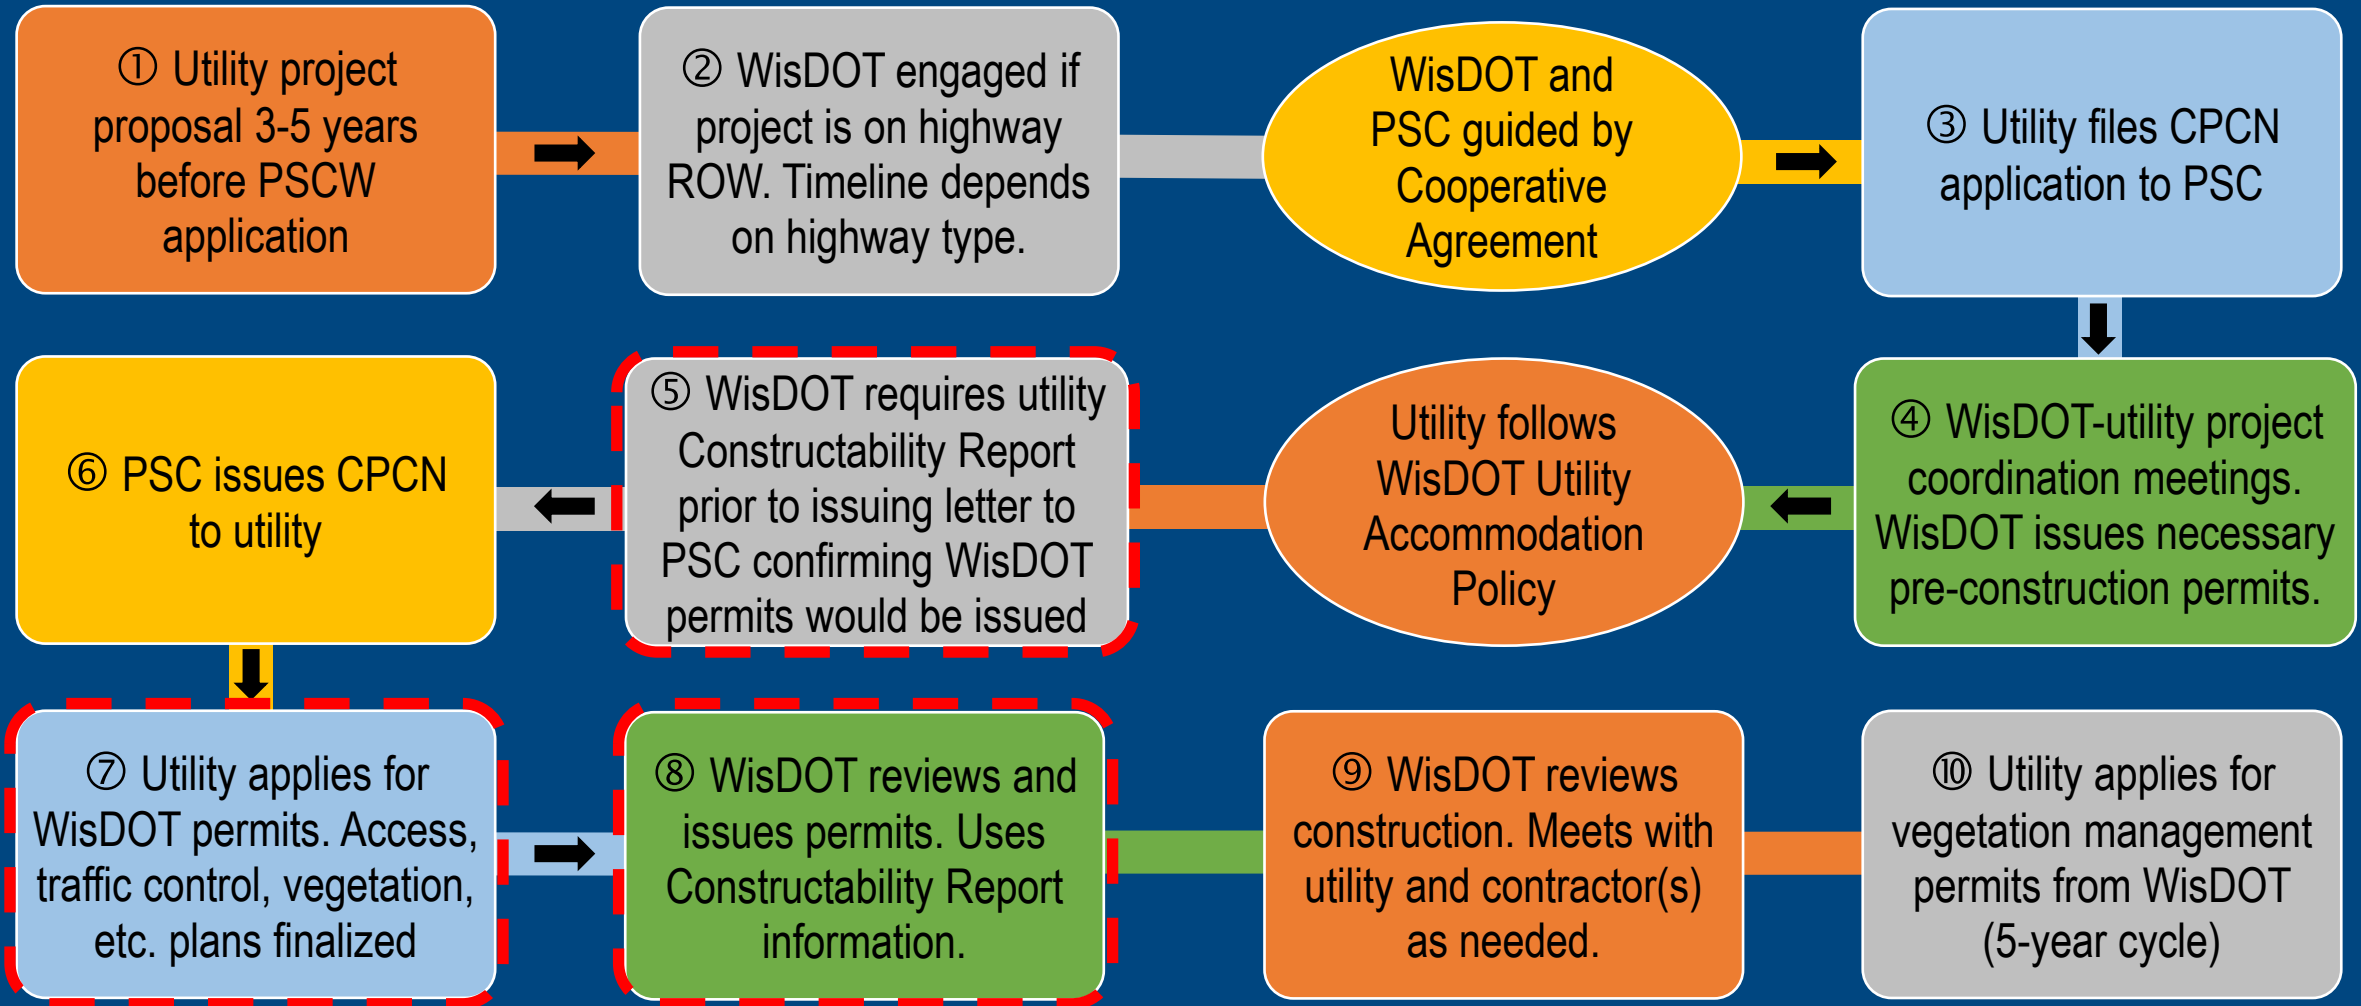 ① Utility project
proposal 3-5 years
before PSCW
application
② WisDOT engaged if
project is on highway
ROW. Timeline depends
on highway type.
WisDOT and
PSC guided by
Cooperative
Agreement
③ Utility files CPCN
application to PSC
④ WisDOT-utility project
coordination meetings.
WisDOT issues necessary
pre-construction permits.
Utility follows
WisDOT Utility
Accommodation
Policy
⑤ WisDOT requires utility
Constructability Report
prior to issuing letter to
PSC confirming WisDOT
permits would be issued
⑥ PSC issues CPCN
to utility
⑦ Utility applies for
WisDOT permits. Access,
traffic control, vegetation,
etc. plans finalized
⑧ WisDOT reviews and
issues permits. Uses
Constructability Report
information.
⑨ WisDOT reviews
construction. Meets with
utility and contractor(s)
as needed.
⑩ Utility applies for
vegetation management
permits from WisDOT
(5-year cycle)